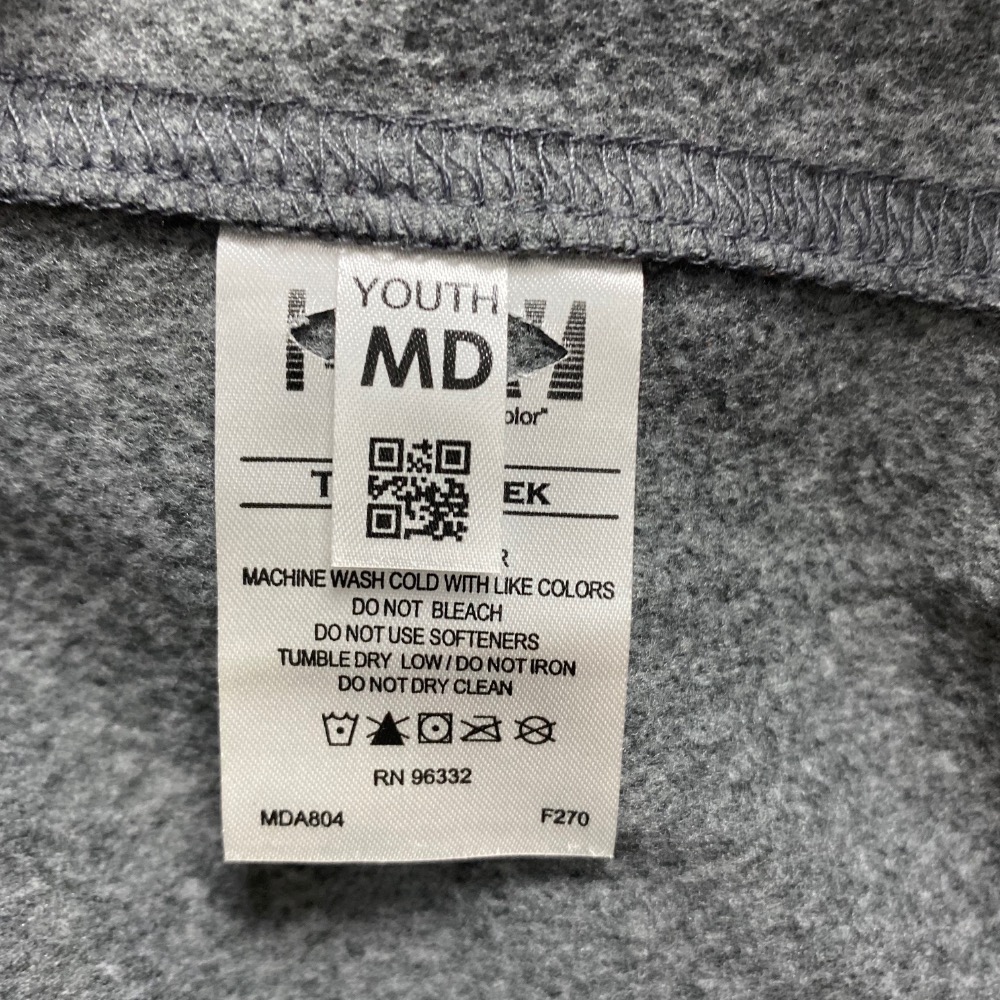 YOUTH
MD
MACHINE WASH COLD WITH LIKE COLORS
DO NOT BLEACH
DO NOT USE SOFTENERS
TUMBLE DRY LOW / DO NOT IRON
DO NOT DRY CLEAN
RN 96332
MDA804 F270